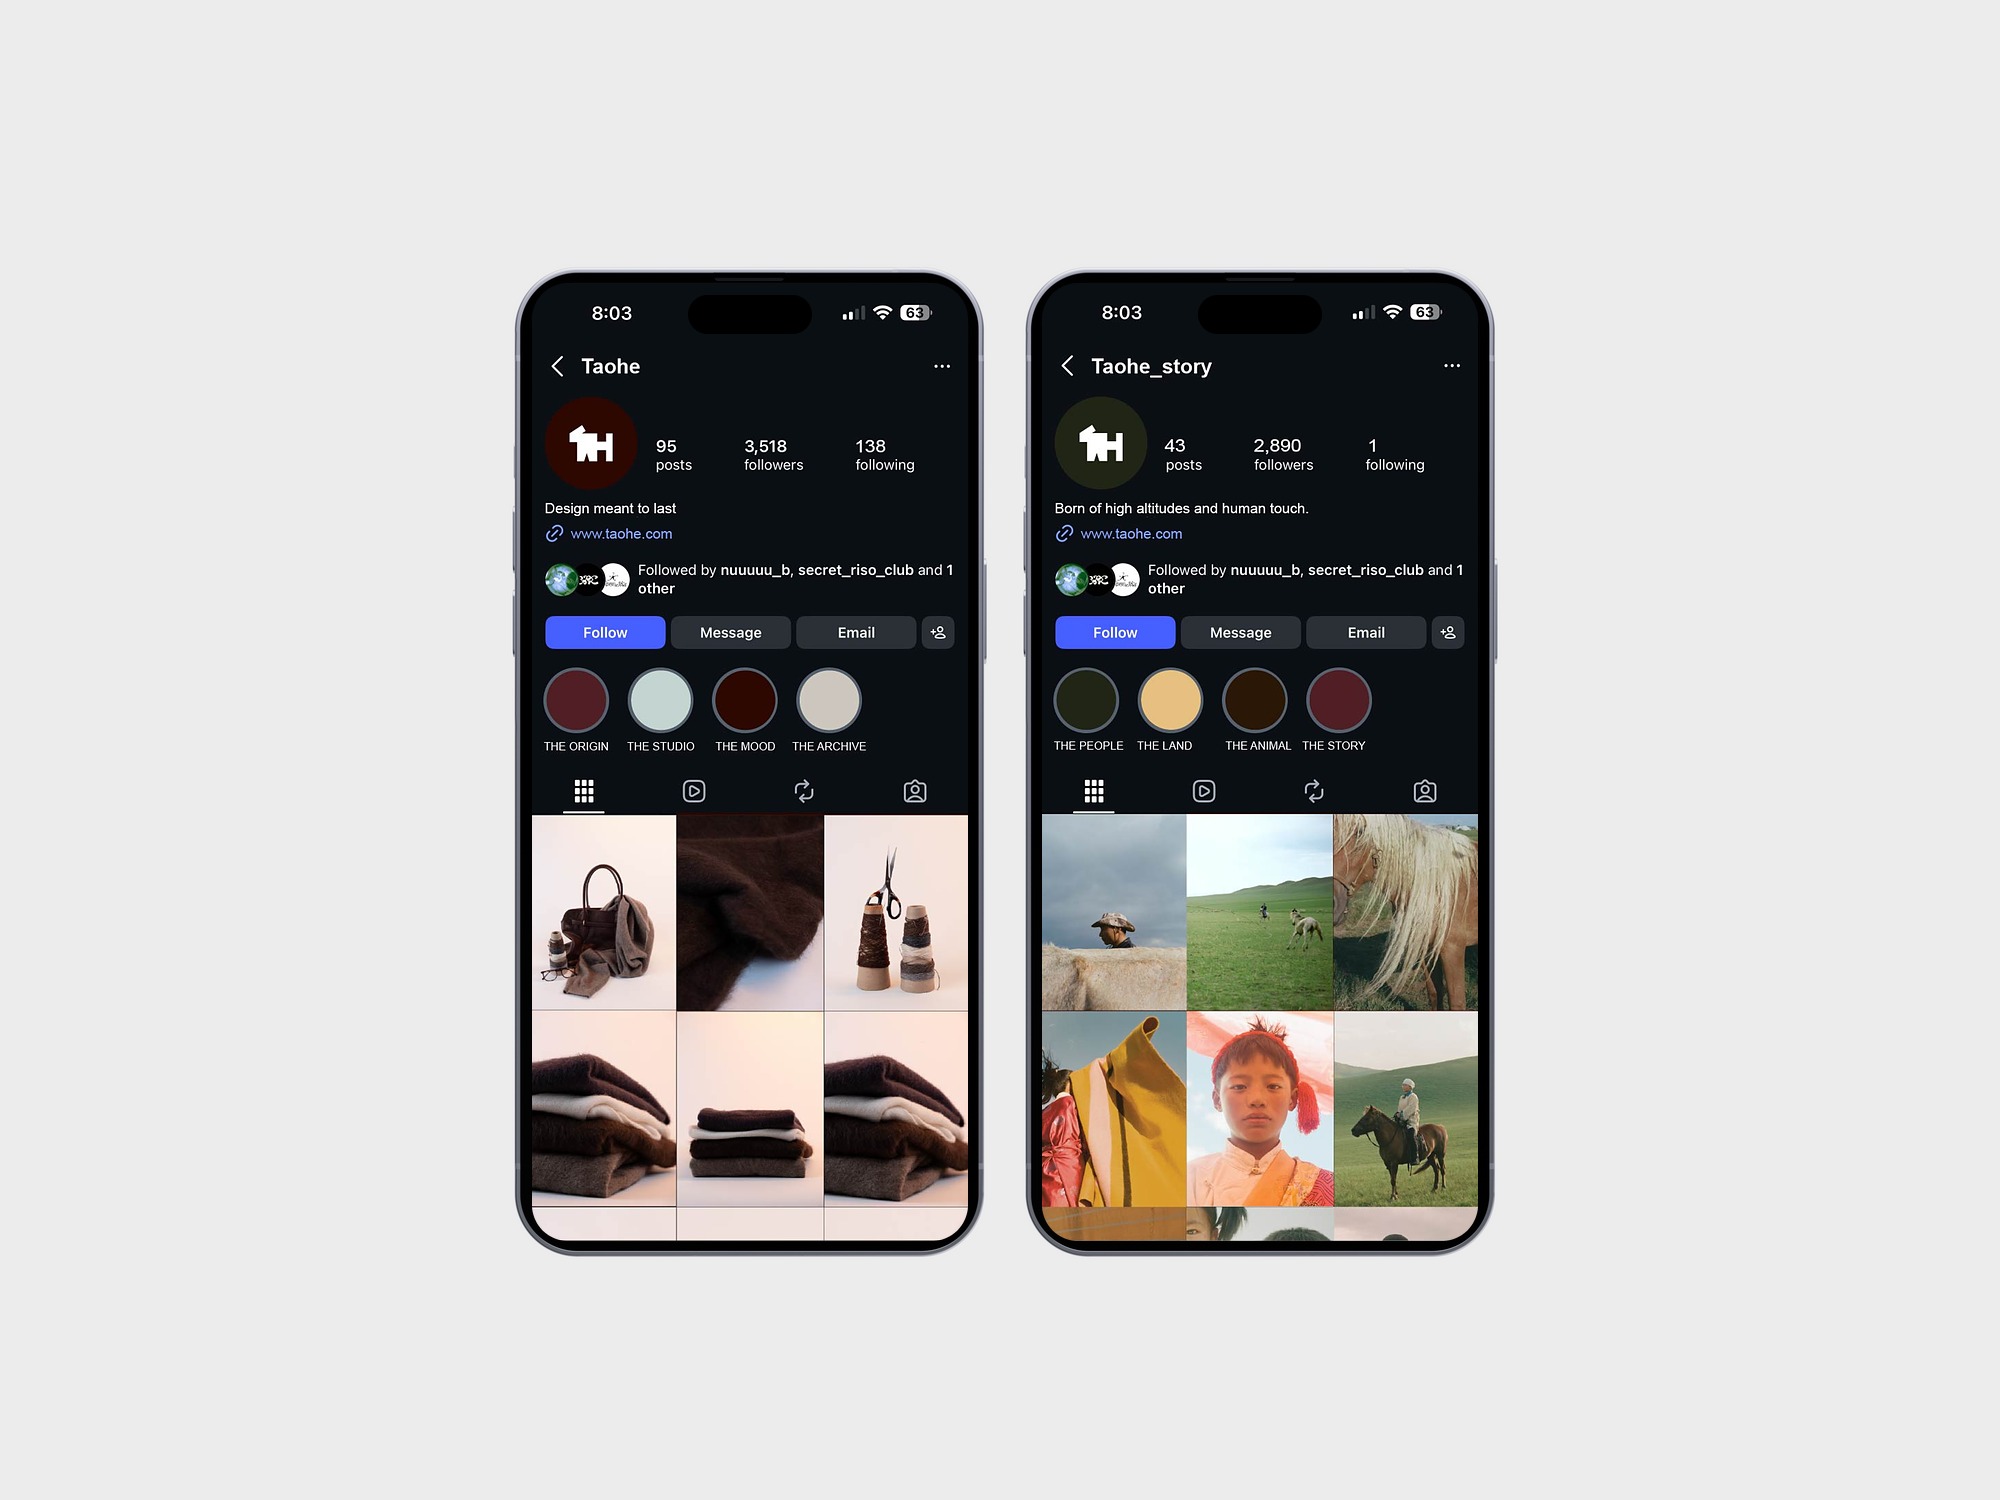 8:03
63
Taohe
95
3,518
138
posts
followers
following
Design meant to last
www.taohe.com
Followed by nuuuuu_b, secret_riso_club and 1
other
Follow
Message
Email
THE ORIGIN
THE STUDIO
THE MOOD
THE ARCHIVE
8:03
63
Taohe_story
43
2,890
1
posts
followers
following
Born of high altitudes and human touch.
www.taohe.com
Followed by nuuuuu_b, secret_riso_club and 1
other
Follow
Message
Email
THE PEOPLE
THE LAND
THE ANIMAL
THE STORY